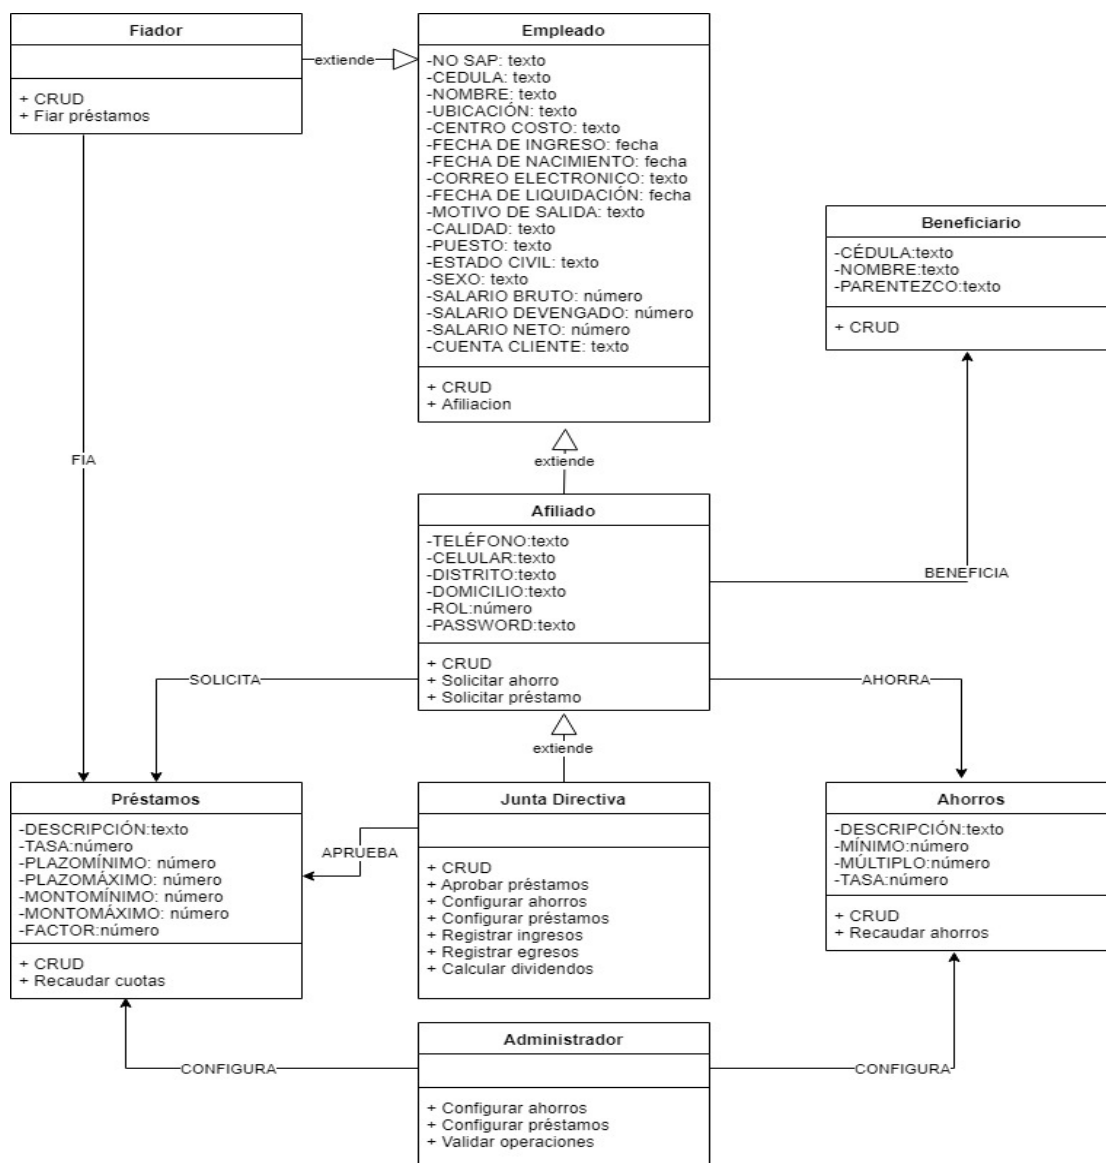 Fiador
+ CRUD
+ Fiar préstamos
extiende
Empleado
-NO SAP: texto
-CEDULA: texto
-NOMBRE: texto
-UBICACIÓN: texto
-CENTRO COSTO: texto
-FECHA DE INGRESO: fecha
-FECHA DE NACIMIENTO: fecha
-CORREO ELECTRONICO: texto
-FECHA DE LIQUIDACIÓN: fecha
-MOTIVO DE SALIDA: texto
-CALIDAD: texto
-PUESTO: texto
-ESTADO CIVIL: texto
-SEXO: texto
-SALARIO BRUTO: número
-SALARIO DEVENGADO: número
-SALARIO NETO: número
-CUENTA CLIENTE: texto
+ CRUD
+ Afiliacion
Beneficiario
-CÉDULA:texto
-NOMBRE:texto
-PARENTEZCO:texto
+ CRUD
FIA
extiende
Afiliado
-TELÉFONO:texto
-CELULAR:texto
-DISTRITO:texto
-DOMICILIO:texto
-ROL:número
-PASSWORD:texto
+ CRUD
+ Solicitar ahorro
+ Solicitar préstamo
BENEFICIA
SOLICITA
AHORRA
extiende
Préstamos
-DESCRIPCIÓN:texto
-TASA:número
-PLAZOMÍNIMO: número
-PLAZOMÁXIMO: número
-MONTOMÍNIMO: número
-MONTOMÁXIMO: número
-FACTOR:número
+ CRUD
+ Recaudar cuotas
APRUEBA
Junta Directiva
+ CRUD
+ Aprobar préstamos
+ Configurar ahorros
+ Configurar préstamos
+ Registrar ingresos
+ Registrar egresos
+ Calcular dividendos
Ahorros
-DESCRIPCIÓN:texto
-MÍNIMO:número
-MÚLTIPLO:número
-TASA:número
+ CRUD
+ Recaudar ahorros
CONFIGURA
Administrador
+ Configurar ahorros
+ Configurar préstamos
+ Validar operaciones
CONFIGURA